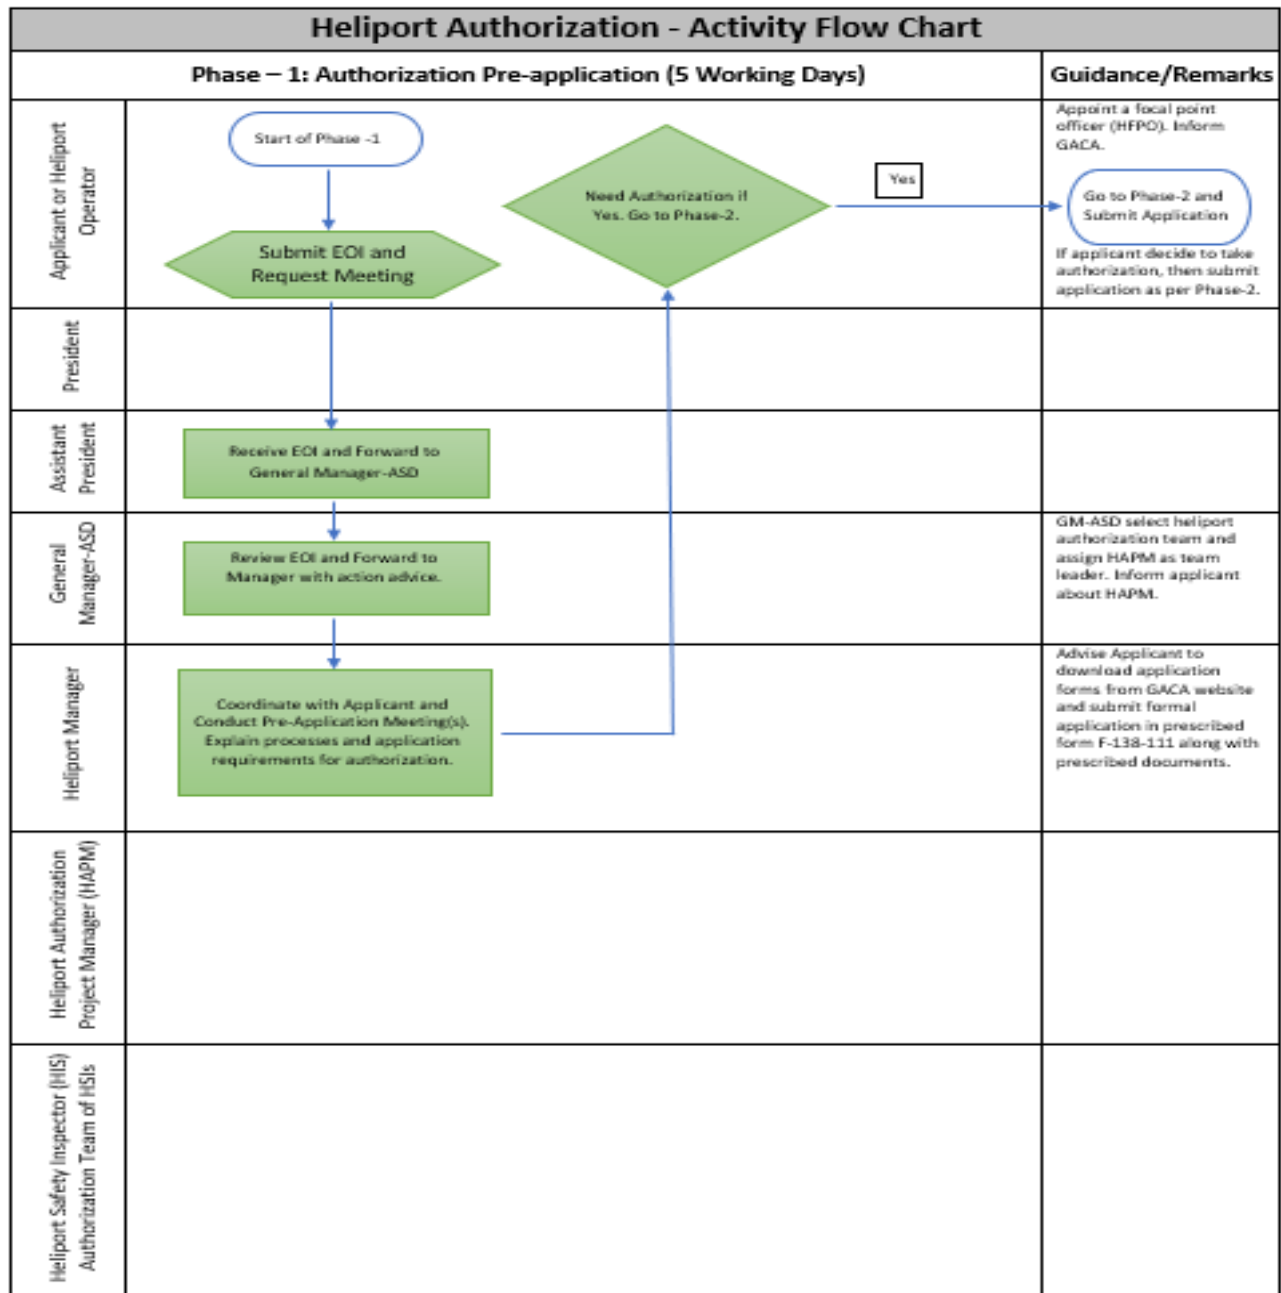 Heliport Authorization - Activity Flow Chart
Phase – 1: Authorization Pre-application (5 Working Days)
Guidance/Remarks
Applicant or Heliport
Operator
Start of Phase -1
Submit EOI and
Request Meeting
Need Authorization if
Yes. Go to Phase-2.
Yes
Appoint a focal point
officer (HFPO). Inform
GACA.
Go to Phase-2 and
Submit Application
If applicant decide to take
authorization, then submit
application as per Phase-2.
President
Assistant
President
Receive EOI and Forward to
General Manager-ASD
General
Manager-ASD
Review EOI and Forward to
Manager with action advice.
GM-ASD select heliport
authorization team and
assign HAPM as team
leader. Inform applicant
about HAPM.
Heliport Manager
Coordinate with Applicant and
Conduct Pre-Application Meeting(s).
Explain processes and application
requirements for authorization.
Advise Applicant to
download application
forms from GACA website
and submit formal
application in prescribed
form F-138-111 along with
prescribed documents.
Heliport Authorization
Project Manager (HAPM)
Heliport Safety Inspector (HIS)
Authorization Team of HSIs